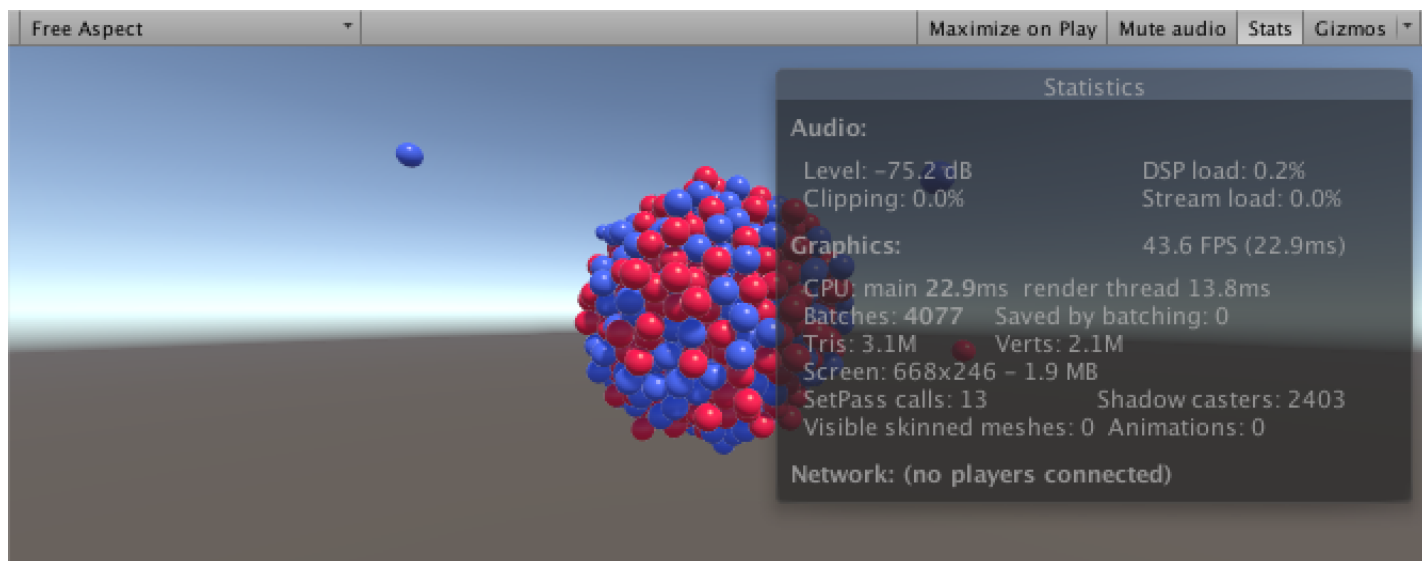 Free Aspect Maximize on Play Mute audio Stats Gizmos
Statistics
Audio:
Level: -75.2 dB DSP load: 0.2%
Clipping: 0.0% Stream load: 0.0%
Graphics: 43.6 FPS (22.9ms)
CPU: main 22.9ms render thread 13.8ms
Batches: 4077 Saved by batching: 0
Tris: 3.1M Verts: 2.1M
Screen: 668x246 - 1.9 MB
SetPass calls: 13 Shadow casters: 2403
Visible skinned meshes: 0 Animations: 0
Network: (no players connected)